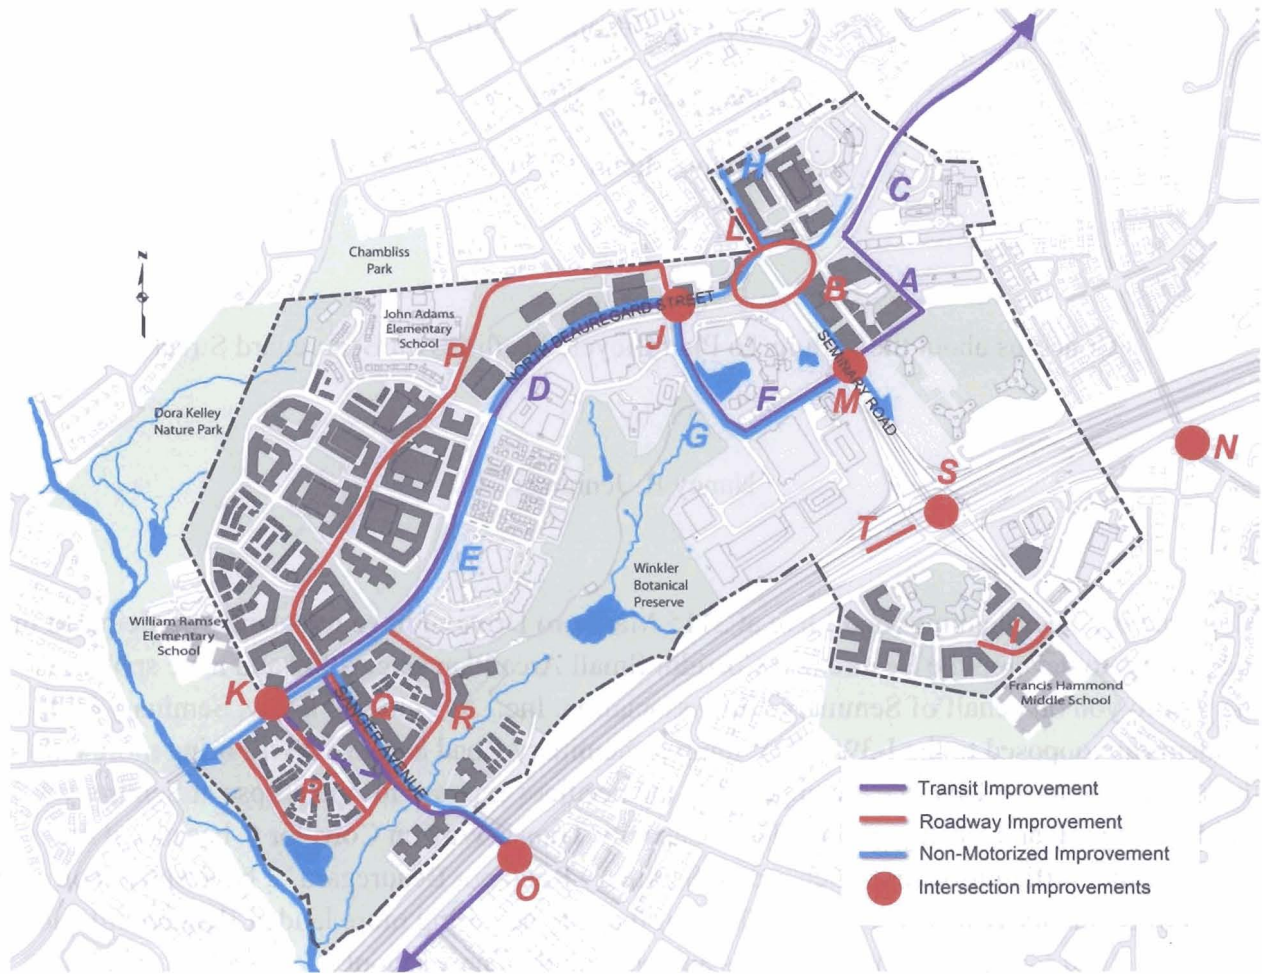 H
C
L
N
Chambliss
Park
A
B
John Adams
Elementary
School
NORTH BEAUREGARD STREET
J
P
SEMINARY ROAD
D
F
M
Dora Kelley
Nature Park
G
N
S
T
E
Winkler
Botanical
Preserve
William Ramsey
Elementary
School
I
Francis Hammond
Middle School
K
Q
R
SANGER AVENUE
R
O
Transit Improvement
Roadway Improvement
Non-Motorized Improvement
Intersection Improvements